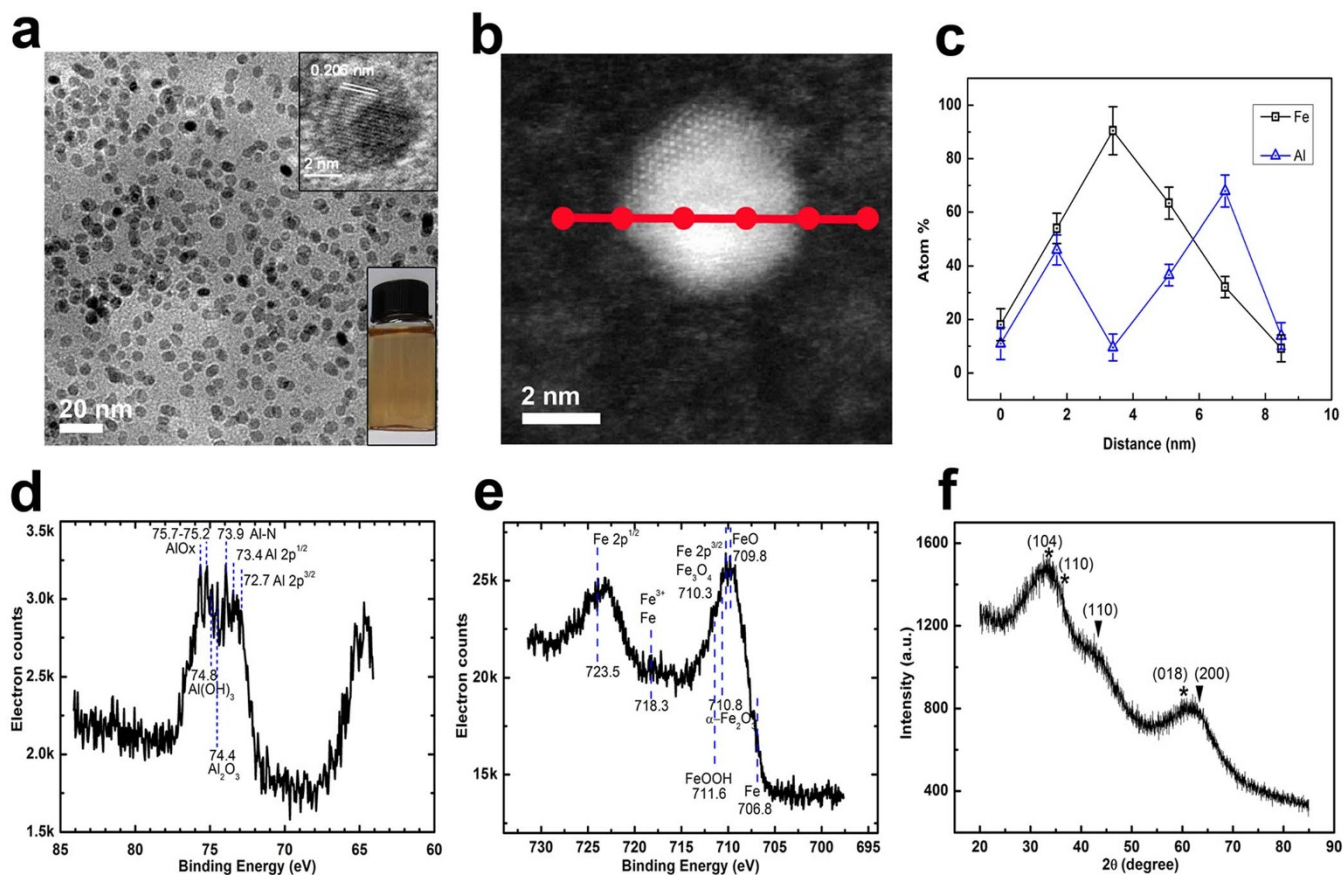 a
0.205 nm
2 nm
20 nm
b
2 nm
c
100
80
60
40
20
0
Atom %
Fe
Al
0 2 4 6 8 10
Distance (nm)
d
3.5k
3.0k
2.5k
2.0k
1.5k
Electron counts
75.7-75.2
AlOx
73.9 Al-N
73.4 Al 2p1/2
72.7 Al 2p3/2
74.8
Al(OH)3
74.4
Al2O3
85 80 75 70 65 60
Binding Energy (eV)
e
25k
20k
15k
Electron counts
Fe 2p1/2
723.5
Fe3+
Fe
718.3
Fe 2p3/2
Fe3O4
710.3
FeO
709.8
710.8
α-Fe2O3
FeOOH
711.6
Fe
706.8
730 725 720 715 710 705 700 695
Binding Energy (eV)
f
1600
1200
800
400
Intensity (a.u.)
(104)
*
*
(110)
(110)
(018)
*
(200)
20 30 40 50 60 70 80 90
2θ (degree)